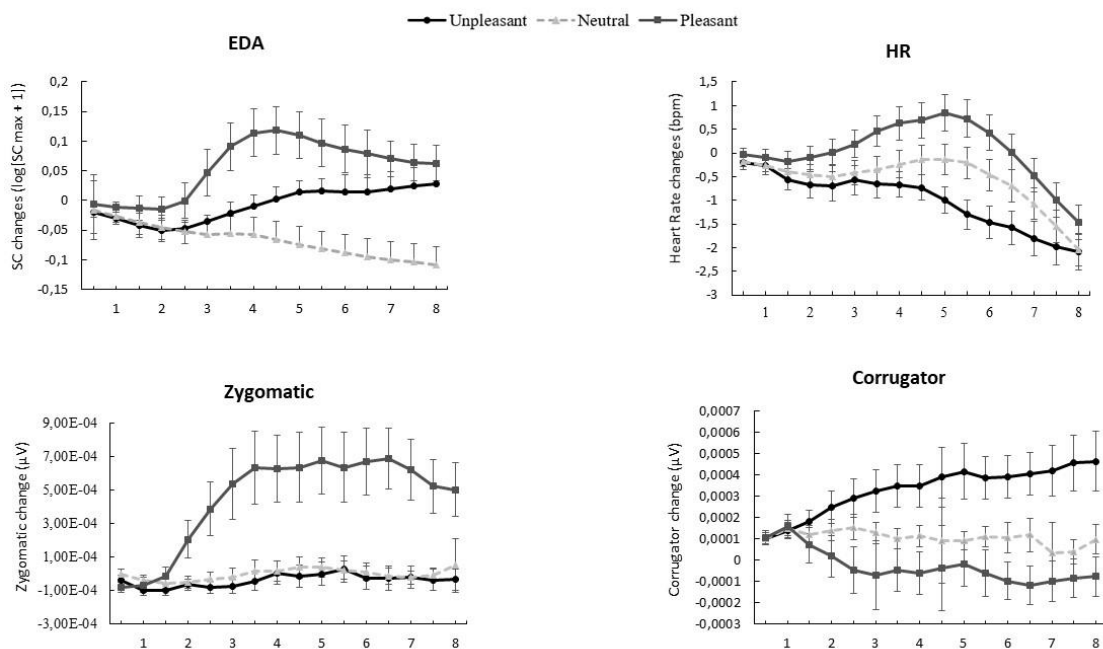 Unpleasant Neutral Pleasant
EDA
SC changes (log[SC max + 1])
0,2
0,15
0,1
0,05
0
-0,05
-0,1
-0,15
1 2 3 4 5 6 7 8
HR
Heart Rate changes (bpm)
1,5
1
0,5
0
-0,5
-1
-1,5
-2
-2,5
-3
1 2 3 4 5 6 7 8
Zygomatic
Zygomatic change (µV)
9,00E-04
7,00E-04
5,00E-04
3,00E-04
1,00E-04
-1,00E-04
-3,00E-04
1 2 3 4 5 6 7 8
Corrugator
Corrugator change (µV)
0,0007
0,0006
0,0005
0,0004
0,0003
0,0002
0,0001
0
-0,0001
-0,0002
-0,0003
1 2 3 4 5 6 7 8